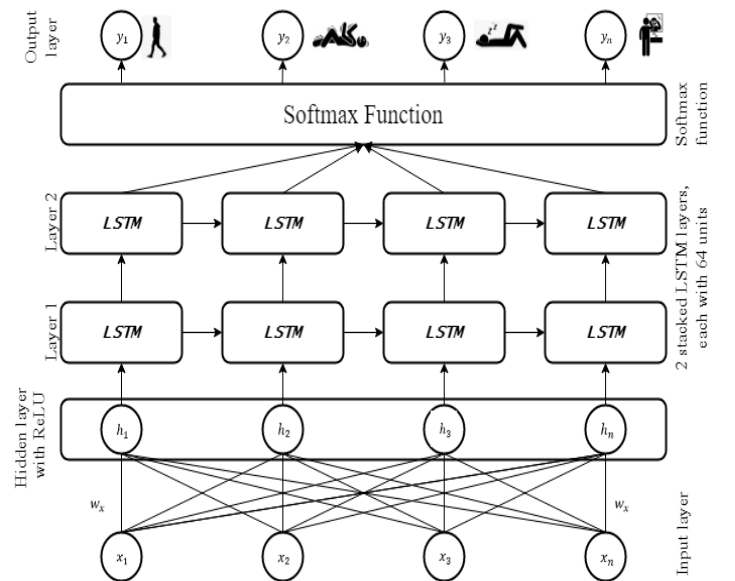 Output
layer
y₁
y₂
y₃
yₙ
z z
Softmax Function
Softmax
function
Layer 2
LSTM
LSTM
LSTM
LSTM
Layer 1
LSTM
LSTM
LSTM
LSTM
2 stacked LSTM layers,
each with 64 units
Hidden layer
with ReLU
h₁
h₂
h₃
hₙ
wₓ
wₓ
x₁
x₂
x₃
xₙ
Input layer